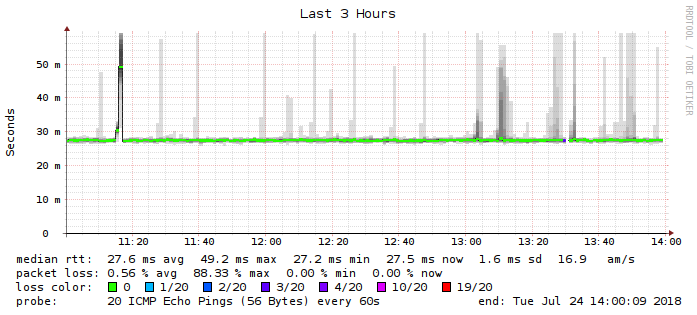 Last 3 Hours
RRDTOOL / TOBI OETIKER
Seconds
50 m
40 m
30 m
20 m
10 m
0
11:20 11:40 12:00 12:20 12:40 13:00 13:20 13:40 14:00
median rtt: 27.6 ms avg 49.2 ms max 27.2 ms min 27.5 ms now 1.6 ms sd 16.9 am/s
packet loss: 0.56 % avg 88.33 % max 0.00 % min 0.00 % now
loss color: 0 1/20 2/20 3/20 4/20 10/20 19/20
probe: 20 ICMP Echo Pings (56 Bytes) every 60s end: Tue Jul 24 14:00:09 2018